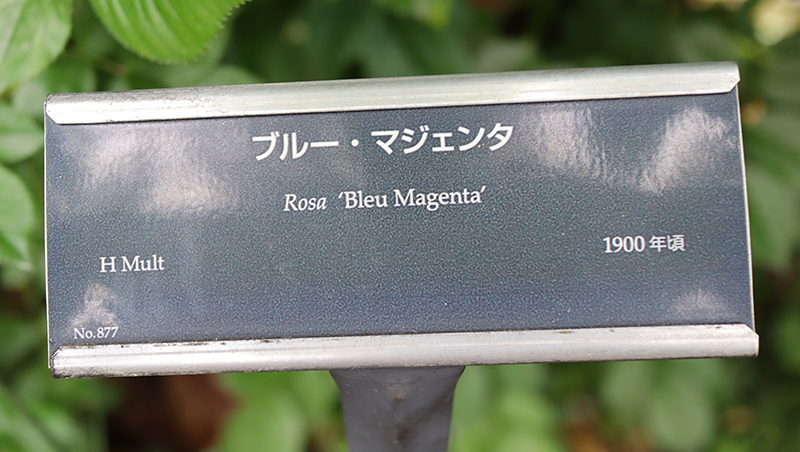 ブルー・マジェンタ
Rosa ‘Bleu Magenta’
1900 年頃
H Mult
No.877